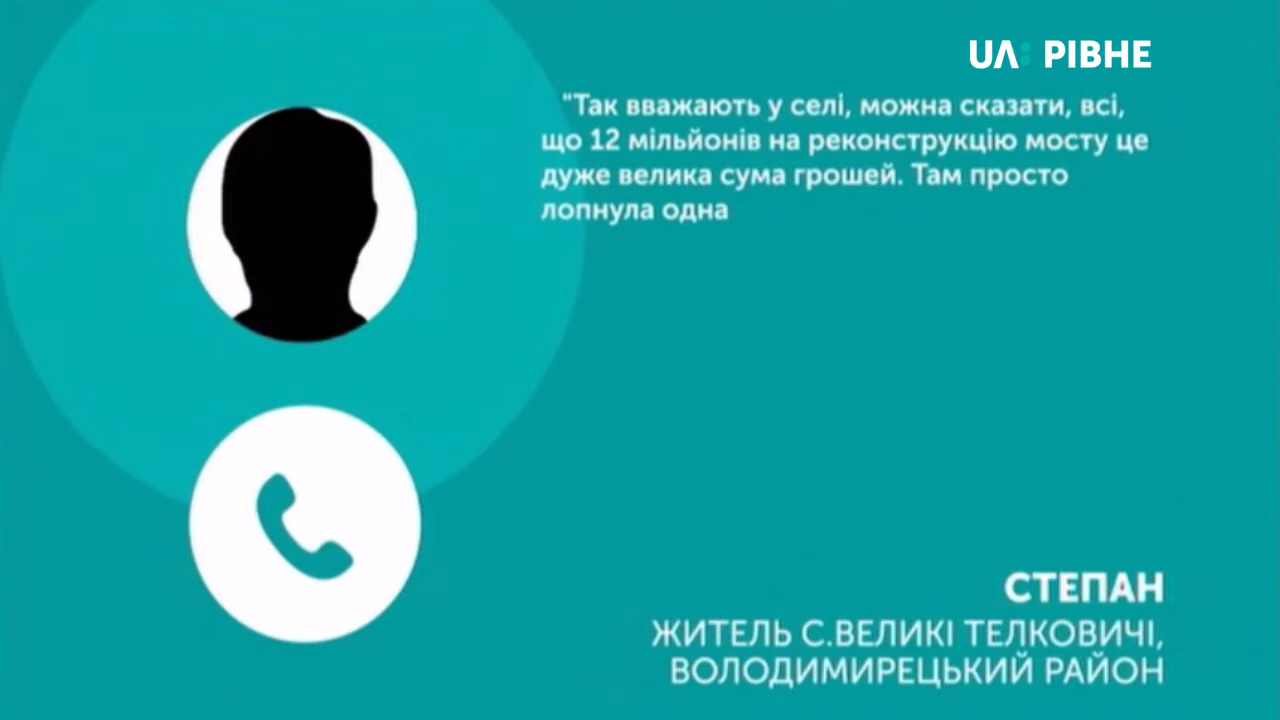 UA: РІВНЕ
"Так вважають у селі, можна сказати, всі,
що 12 мільйонів на реконструкцію мосту це
дуже велика сума грошей. Там просто
лопнула одна
СТЕПАН
ЖИТЕЛЬ С.ВЕЛИКІ ТЕЛКОВИЧІ,
ВОЛОДИМИРЕЦЬКИЙ РАЙОН